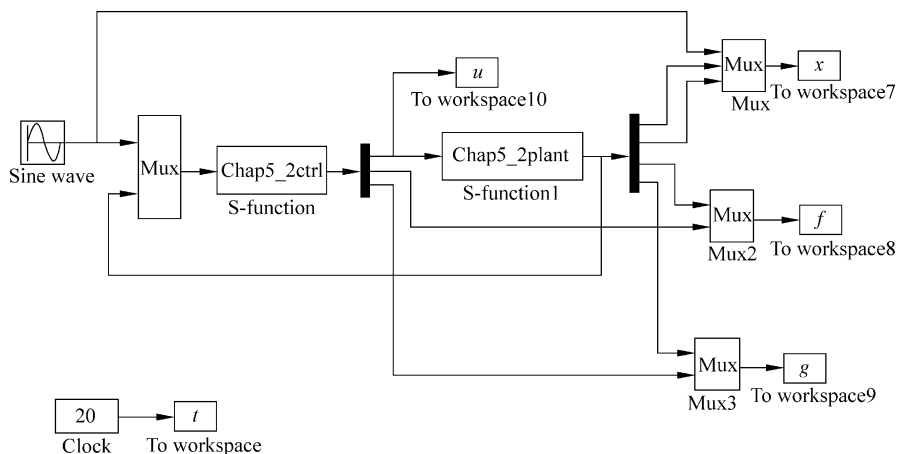 Mux
x
To workspace7
Mux
u
To workspace10
Sine wave
Mux
Chap5_2ctrl
S-function
Chap5_2plant
S-function1
Mux
f
To workspace8
Mux2
Mux
g
To workspace9
Mux3
20
t
Clock
To workspace